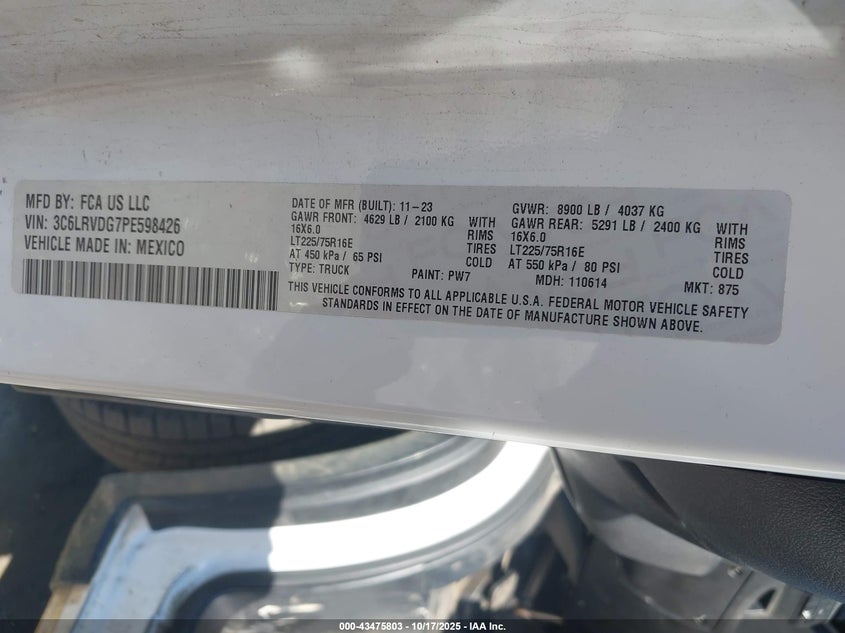 MFD BY: FCA US LLC
VIN: 3C6LRVDG7PE598426
VEHICLE MADE IN: MEXICO
DATE OF MFR (BUILT): 11-23
GAWR FRONT: 4629 LB / 2100 KG WITH
16X6.0 RIMS
LT225/75R16E TIRES
AT 450 kPa / 65 PSI COLD
TYPE: TRUCK PAINT: PW7
GVWR: 8900 LB / 4037 KG
GAWR REAR: 5291 LB / 2400 KG WITH
16X6.0 RIMS
LT225/75R16E TIRES
AT 550 kPa / 80 PSI COLD
MDH: 110614 MKT: 875
THIS VEHICLE CONFORMS TO ALL APPLICABLE U.S.A. FEDERAL MOTOR VEHICLE SAFETY
STANDARDS IN EFFECT ON THE DATE OF MANUFACTURE SHOWN ABOVE.
000-43475803 - 10/17/2025 - IAA Inc.